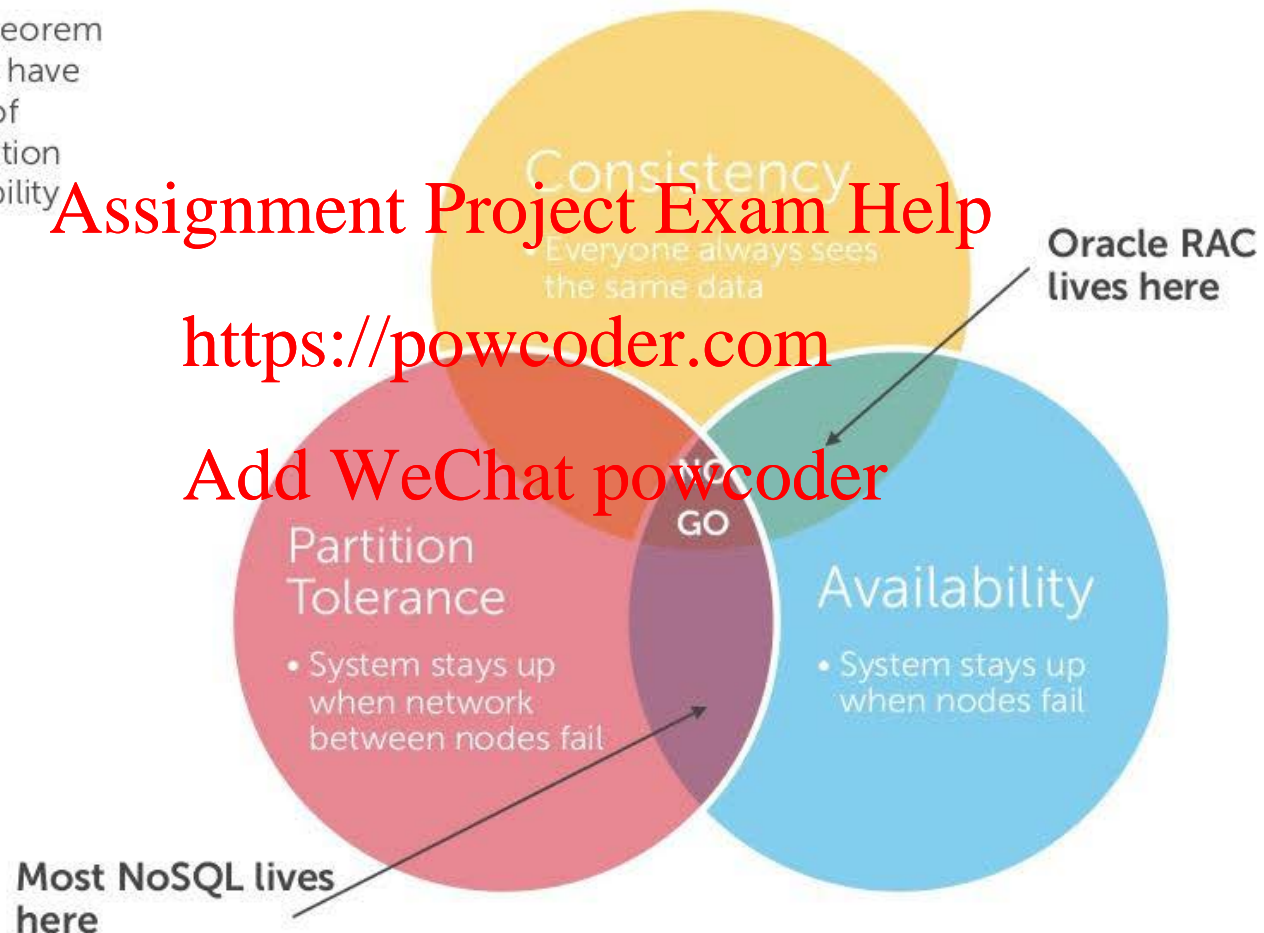 eorem
have
of
tion
bility
Consistency
• Everyone always sees
the same data
Assignment Project Exam Help
https://powcoder.com
Add WeChat powcoder
Oracle RAC
lives here
NO
GO
Partition
Tolerance
• System stays up
when network
between nodes fail
Availability
• System stays up
when nodes fail
Most NoSQL lives
here